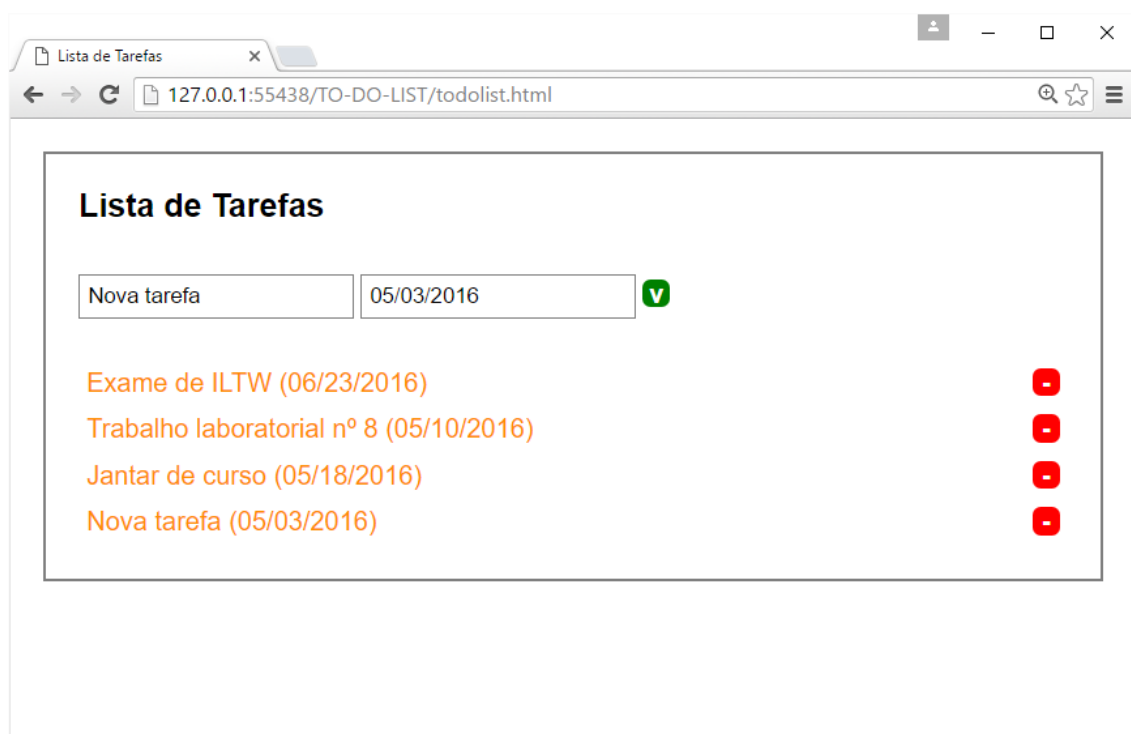 Lista de Tarefas
127.0.0.1:55438/TO-DO-LIST/todolist.html
Lista de Tarefas
Nova tarefa 05/03/2016 v
Exame de ILTW (06/23/2016) -
Trabalho laboratorial nº 8 (05/10/2016) -
Jantar de curso (05/18/2016) -
Nova tarefa (05/03/2016) -